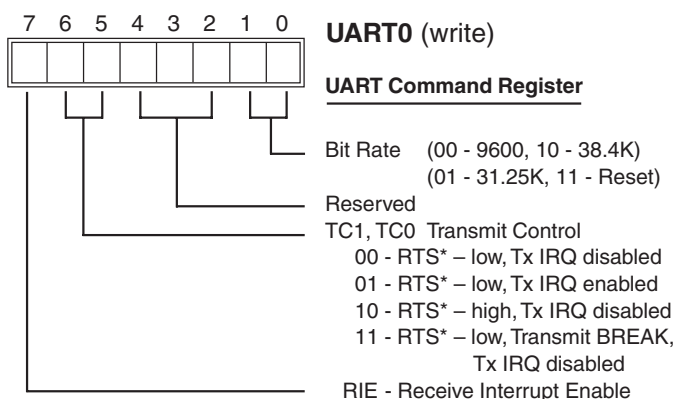 7 6 5 4 3 2 1 0
UART0 (write)
UART Command Register
Bit Rate (00 - 9600, 10 - 38.4K)
(01 - 31.25K, 11 - Reset)
Reserved
TC1, TC0 Transmit Control
00 - RTS* – low, Tx IRQ disabled
01 - RTS* – low, Tx IRQ enabled
10 - RTS* – high, Tx IRQ disabled
11 - RTS* – low, Transmit BREAK,
Tx IRQ disabled
RIE - Receive Interrupt Enable